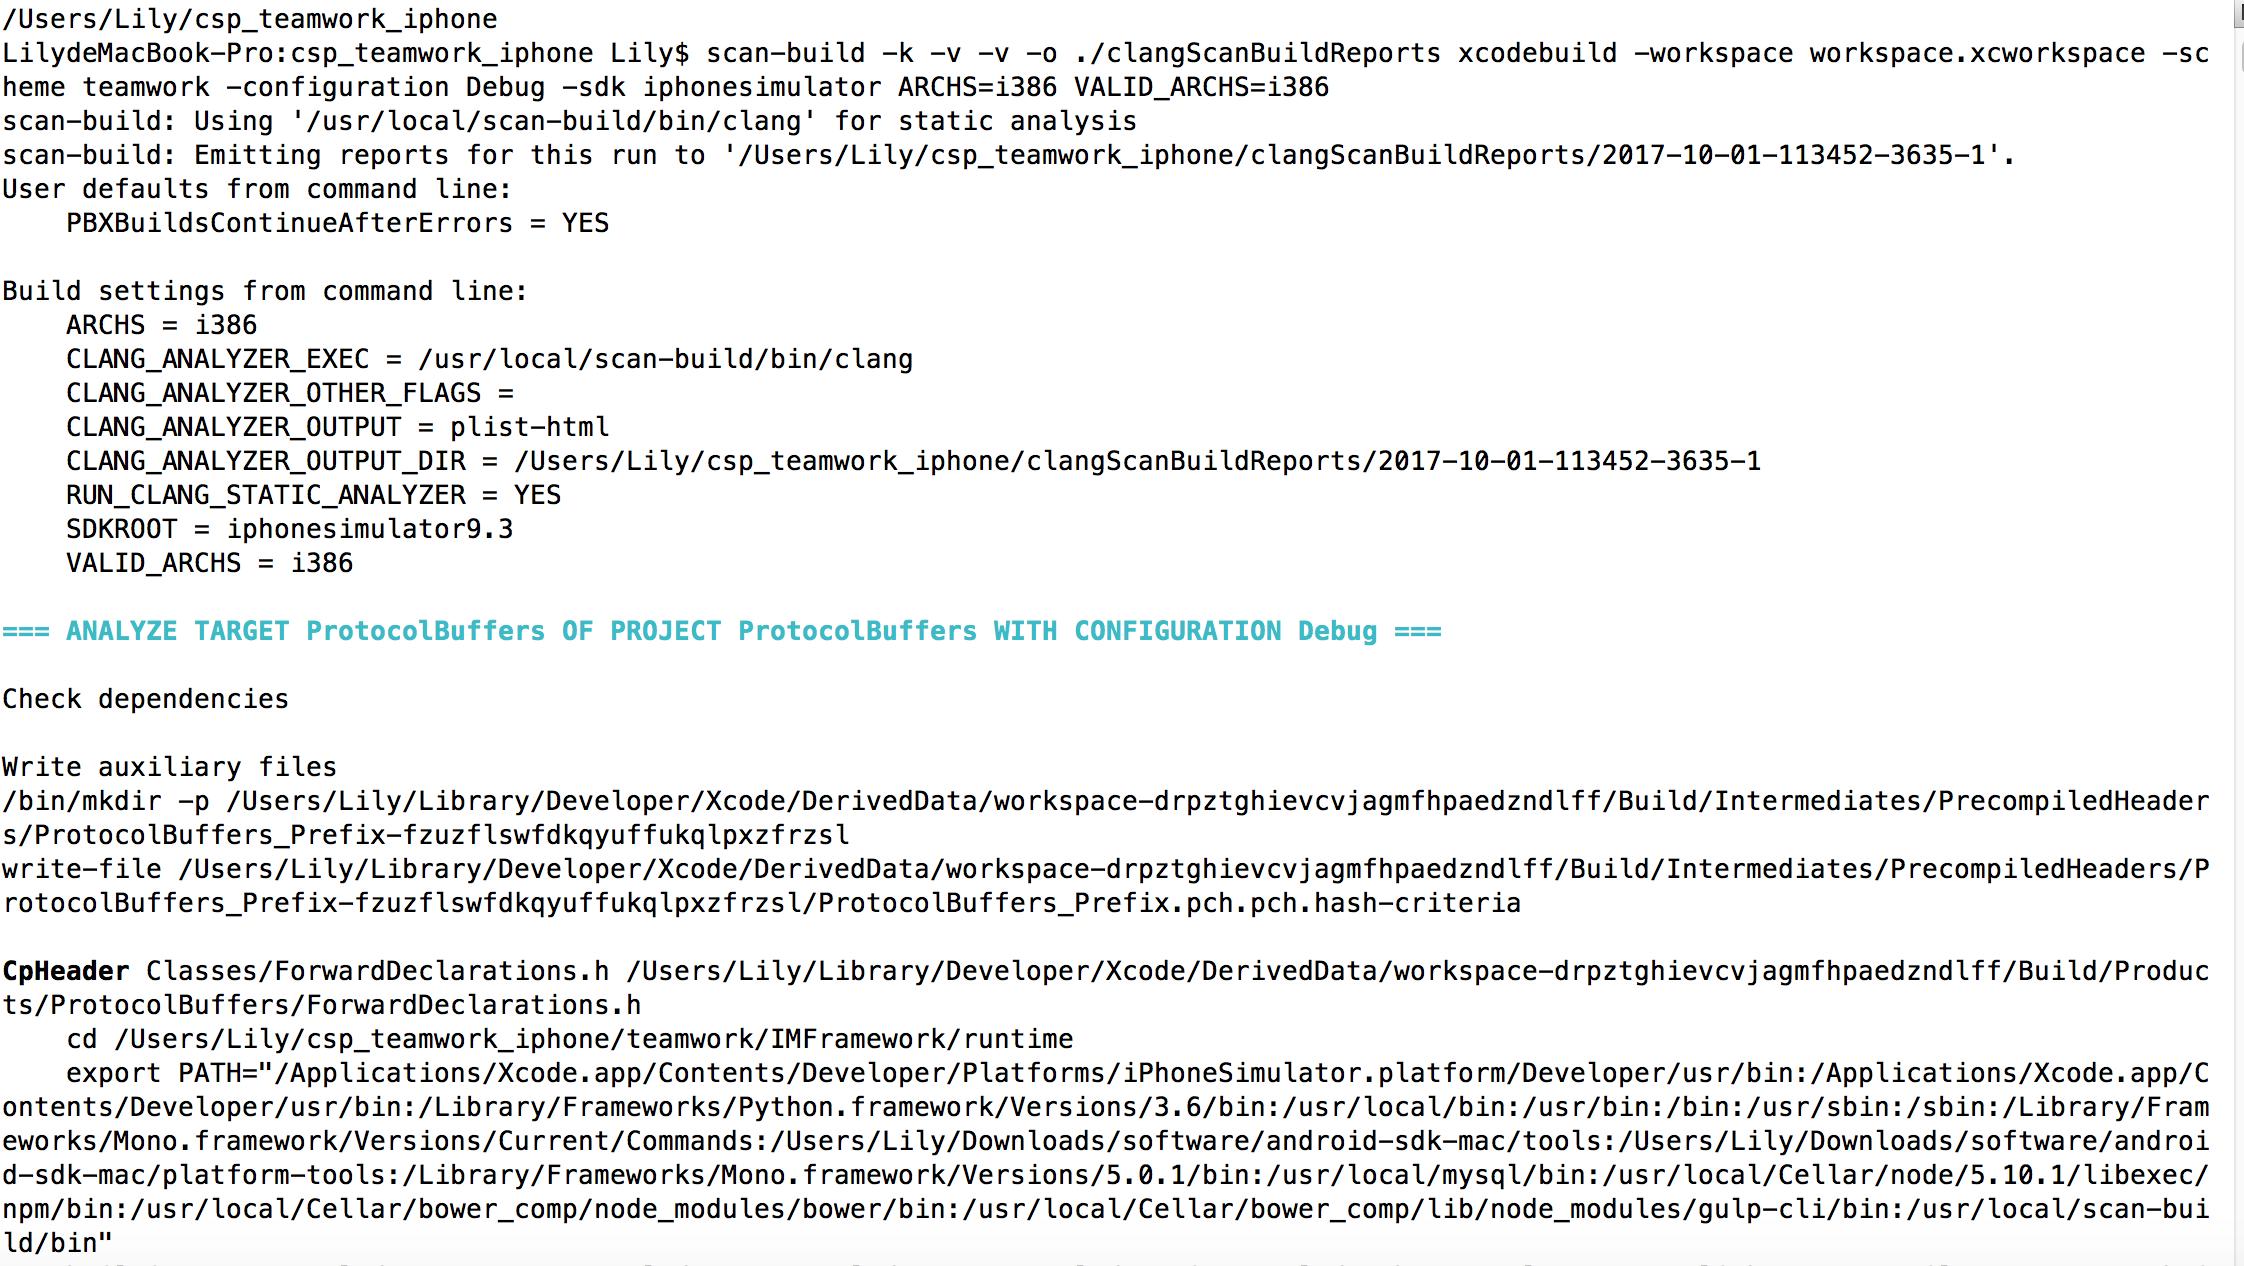 /Users/Lily/csp_teamwork_iphone
LilydeMacBook-Pro:csp_teamwork_iphone Lily$ scan-build -k -v -v -o ./clangScanBuildReports xcodebuild -workspace workspace.xcworkspace -sc
heme teamwork -configuration Debug -sdk iphonesimulator ARCHS=i386 VALID_ARCHS=i386
scan-build: Using '/usr/local/scan-build/bin/clang' for static analysis
scan-build: Emitting reports for this run to '/Users/Lily/csp_teamwork_iphone/clangScanBuildReports/2017-10-01-113452-3635-1'.
User defaults from command line:
    PBXBuildsContinueAfterErrors = YES

Build settings from command line:
    ARCHS = i386
    CLANG_ANALYZER_EXEC = /usr/local/scan-build/bin/clang
    CLANG_ANALYZER_OTHER_FLAGS =
    CLANG_ANALYZER_OUTPUT = plist-html
    CLANG_ANALYZER_OUTPUT_DIR = /Users/Lily/csp_teamwork_iphone/clangScanBuildReports/2017-10-01-113452-3635-1
    RUN_CLANG_STATIC_ANALYZER = YES
    SDKROOT = iphonesimulator9.3
    VALID_ARCHS = i386

=== ANALYZE TARGET ProtocolBuffers OF PROJECT ProtocolBuffers WITH CONFIGURATION Debug ===

Check dependencies

Write auxiliary files
/bin/mkdir -p /Users/Lily/Library/Developer/Xcode/DerivedData/workspace-drpztghievcvjagmfhpaedzndlff/Build/Intermediates/PrecompiledHeader
s/ProtocolBuffers_Prefix-fzuzflswfdkqyuffukqlpxzfrzsl
write-file /Users/Lily/Library/Developer/Xcode/DerivedData/workspace-drpztghievcvjagmfhpaedzndlff/Build/Intermediates/PrecompiledHeaders/P
rotocolBuffers_Prefix-fzuzflswfdkqyuffukqlpxzfrzsl/ProtocolBuffers_Prefix.pch.pch.hash-criteria

CpHeader Classes/ForwardDeclarations.h /Users/Lily/Library/Developer/Xcode/DerivedData/workspace-drpztghievcvjagmfhpaedzndlff/Build/Produc
ts/ProtocolBuffers/ForwardDeclarations.h
    cd /Users/Lily/csp_teamwork_iphone/teamwork/IMFramework/runtime
    export PATH="/Applications/Xcode.app/Contents/Developer/Platforms/iPhoneSimulator.platform/Developer/usr/bin:/Applications/Xcode.app/C
ontents/Developer/usr/bin:/Library/Frameworks/Python.framework/Versions/3.6/bin:/usr/local/bin:/usr/bin:/bin:/usr/sbin:/sbin:/Library/Fram
eworks/Mono.framework/Versions/Current/Commands:/Users/Lily/Downloads/software/android-sdk-mac/tools:/Users/Lily/Downloads/software/androi
d-sdk-mac/platform-tools:/Library/Frameworks/Mono.framework/Versions/5.0.1/bin:/usr/local/mysql/bin:/usr/local/Cellar/node/5.10.1/libexec/
npm/bin:/usr/local/Cellar/bower_comp/node_modules/bower/bin:/usr/local/Cellar/bower_comp/lib/node_modules/gulp-cli/bin:/usr/local/scan-bui
ld/bin"